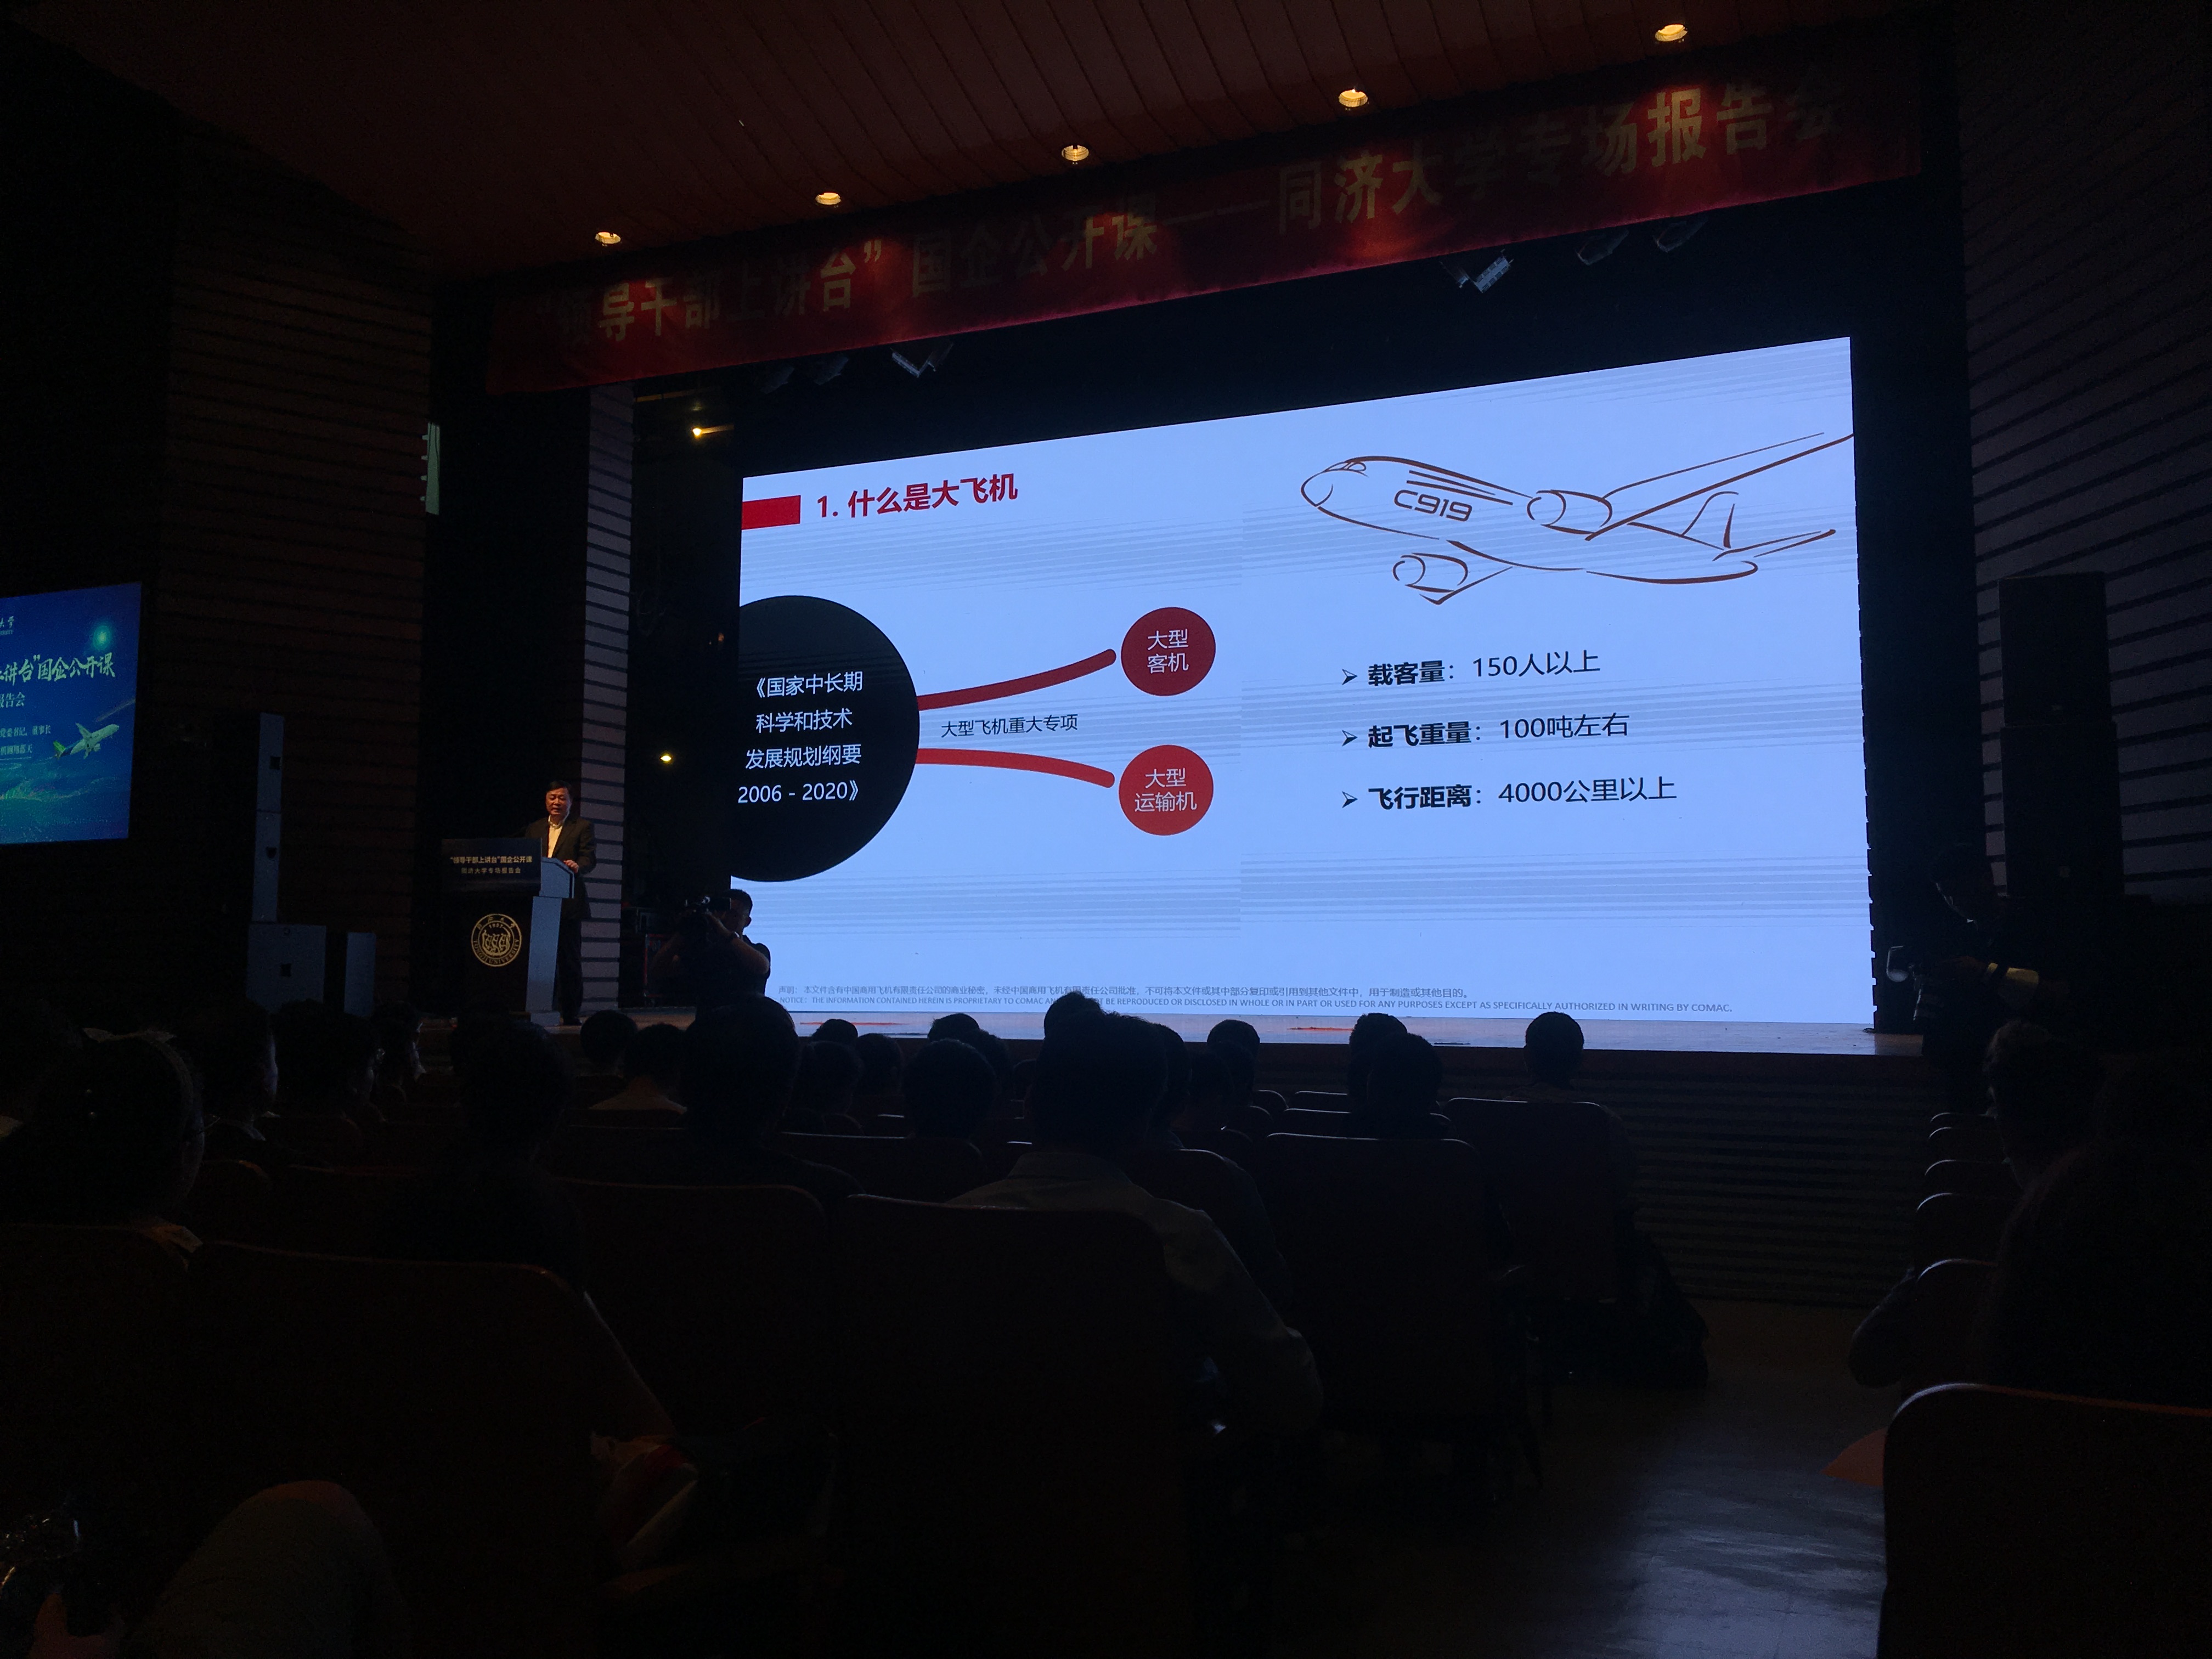 “领导干部上讲台”国企公开课——同济大学专场报告会
1. 什么是大飞机
C919
《国家中长期
科学和技术
发展规划纲要
2006 - 2020》
大型飞机重大专项
大型
客机
大型
运输机
➢ 载客量：150人以上
➢ 起飞重量：100吨左右
➢ 飞行距离：4000公里以上
声明：本文件含有中国商用飞机有限责任公司的商业秘密，未经中国商用飞机有限责任公司批准，不可将本文件或其中部分复印或引用到其他文件中，用于制造或其他目的。
NOTICE: THE INFORMATION CONTAINED HEREIN IS PROPRIETARY TO COMAC BE REPRODUCED OR DISCLOSED IN WHOLE OR IN PART OR USED FOR ANY PURPOSES EXCEPT AS SPECIFICALLY AUTHORIZED IN WRITING BY COMAC.
大学
讲台”国企公开课
报告会
党委书记、董事长
“领导干部上讲台”国企公开课
同济大学专场报告会